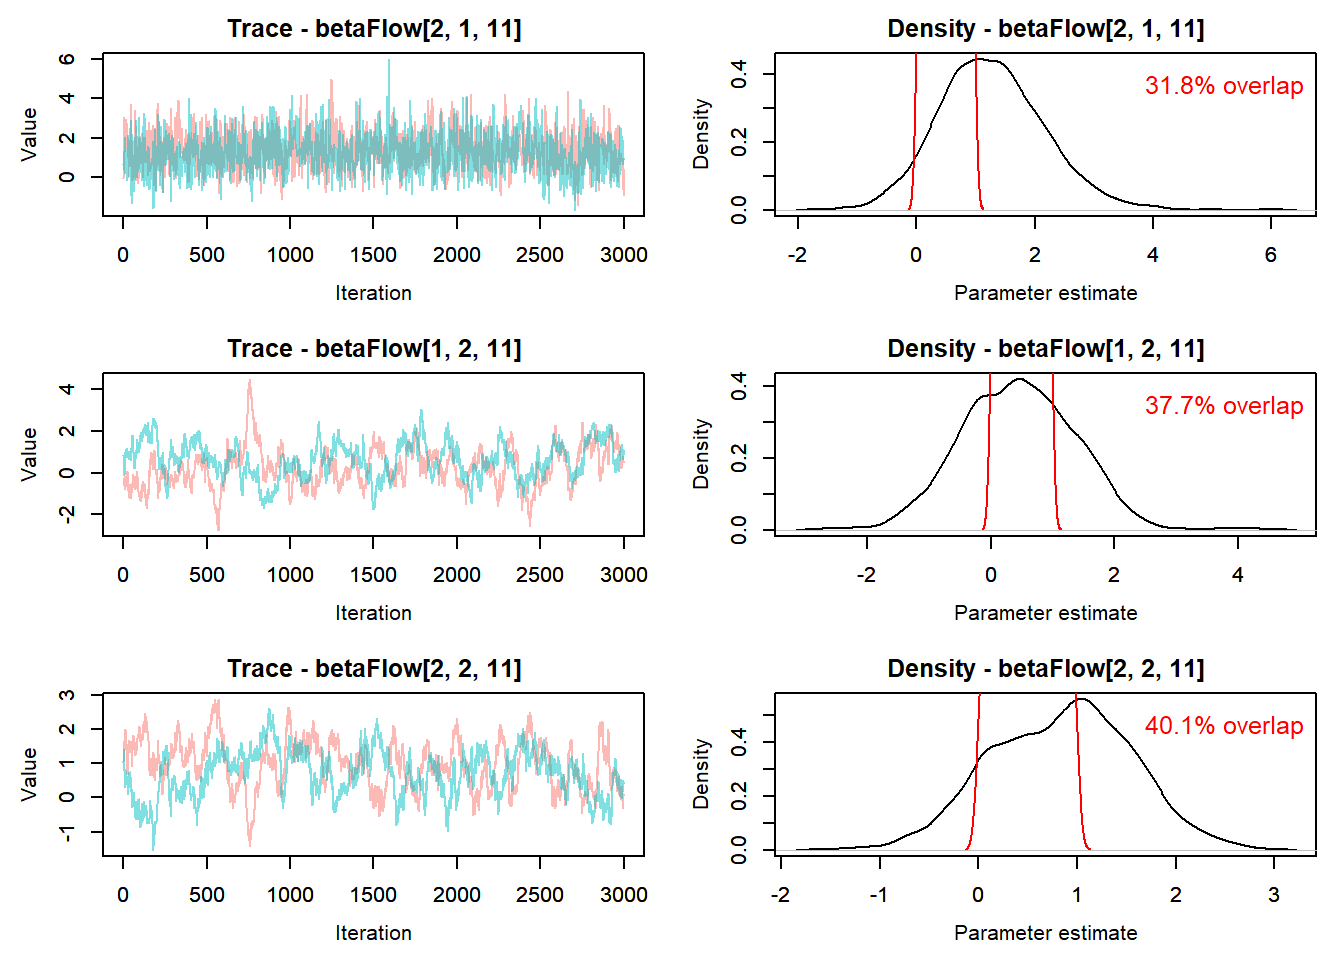 Trace - betaFlow[2, 1, 11]
Value
0 2 4 6
0 500 1000 1500 2000 2500 3000
Iteration
Density - betaFlow[2, 1, 11]
31.8% overlap
Density
0.0 0.2 0.4
-2 0 2 4 6
Parameter estimate
Trace - betaFlow[1, 2, 11]
Value
-2 0 2 4
0 500 1000 1500 2000 2500 3000
Iteration
Density - betaFlow[1, 2, 11]
37.7% overlap
Density
0.0 0.2 0.4
-2 0 2 4
Parameter estimate
Trace - betaFlow[2, 2, 11]
Value
-1 0 1 2 3
0 500 1000 1500 2000 2500 3000
Iteration
Density - betaFlow[2, 2, 11]
40.1% overlap
Density
0.0 0.2 0.4
-2 -1 0 1 2 3
Parameter estimate